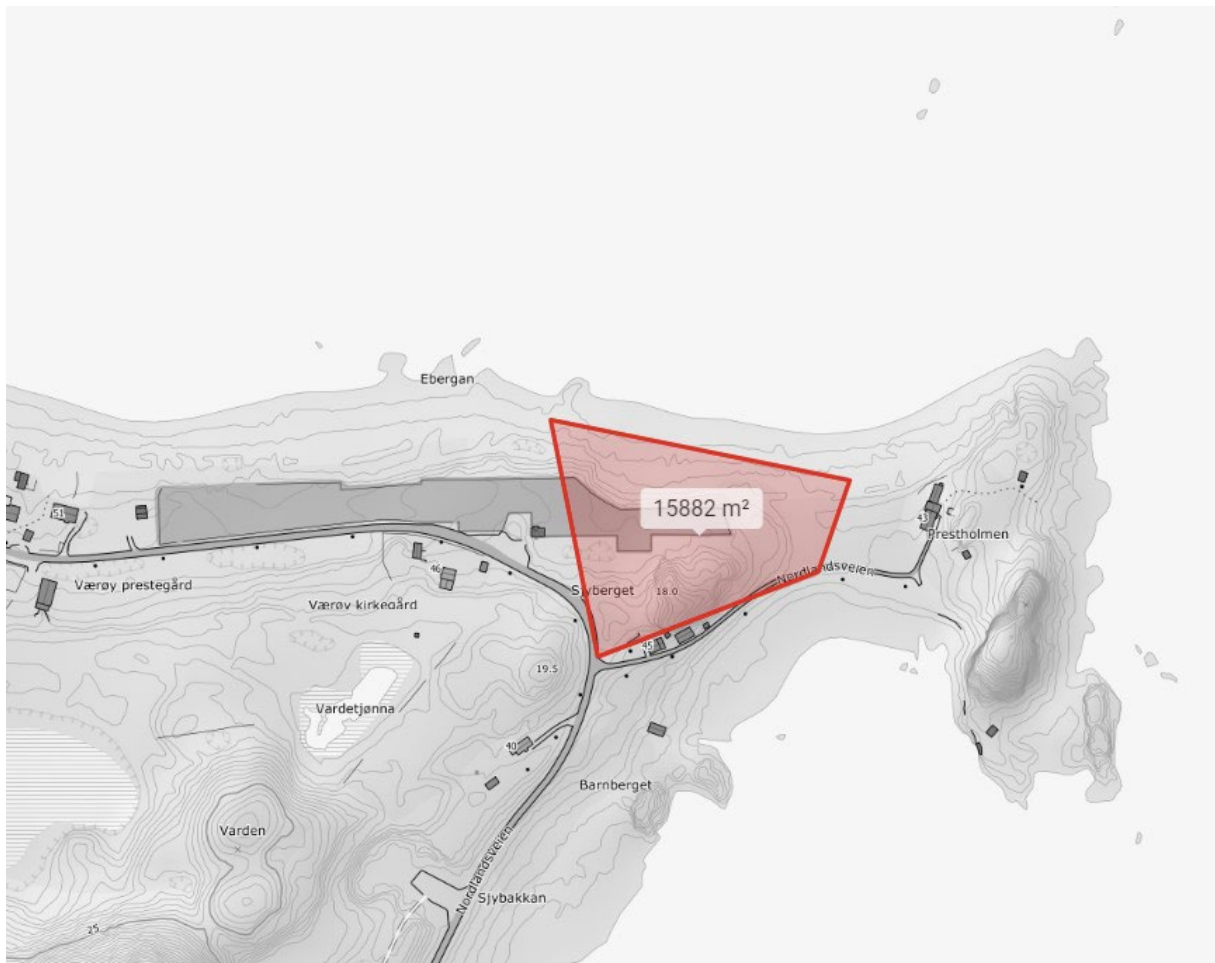 Ebergan
51
15882 m²
43
Prestholmen
Nordlandsveien
46
Værøy prestegård
Sjyberget
18.0
Værøy kirkegård
45
19.5
Vardetjønna
40
Barnberget
Varden
Nordlandsveien
Sjybakkan
25